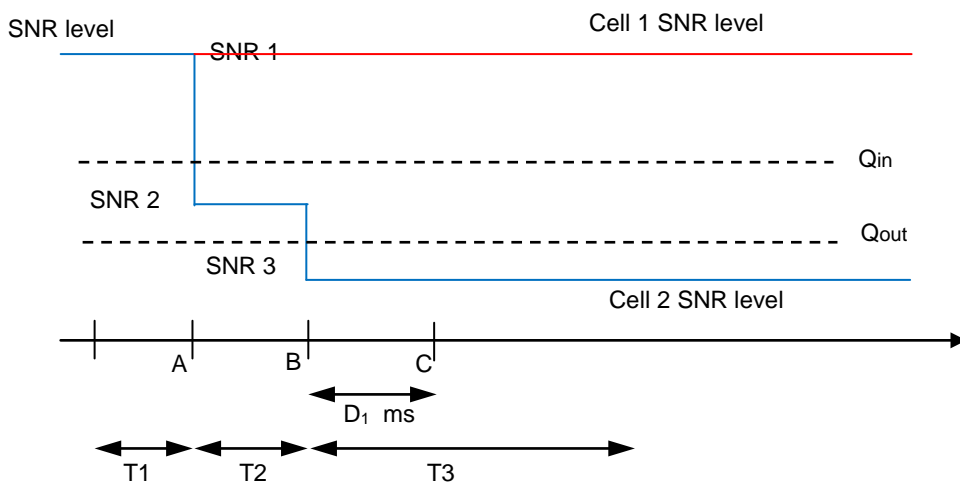 SNR level
Cell 1 SNR level
SNR 1
Qin
SNR 2
Qout
SNR 3
Cell 2 SNR level
A
B
C
D1 ms
T1
T2
T3